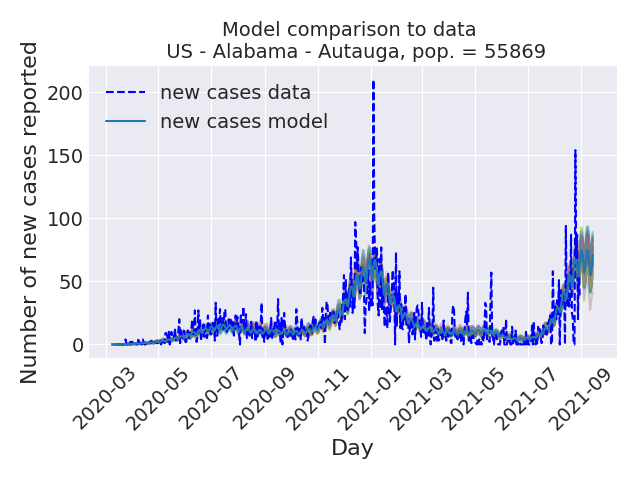 Model comparison to data
US - Alabama - Autauga, pop. = 55869
Number of new cases reported
200
150
100
50
0
new cases data
new cases model
2020-03
2020-05
2020-07
2020-09
2020-11
2021-01
2021-03
2021-05
2021-07
2021-09
Day